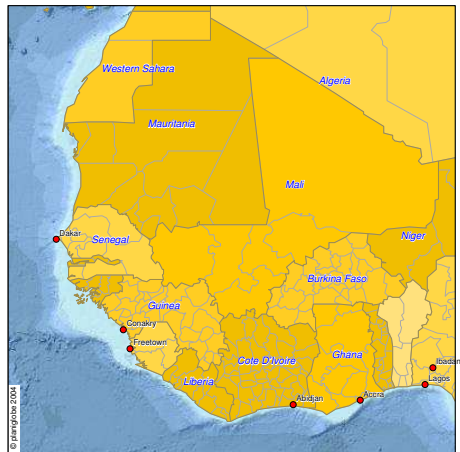 Western Sahara
Algeria
Mauritania
Mali
Dakar
Senegal
Niger
Burkina Faso
Guinea
Conakry
Freetown
Cote D'Ivoire
Ghana
Ibadan
Liberia
Lagos
Abidjan
Accra
© planiglobe 2004